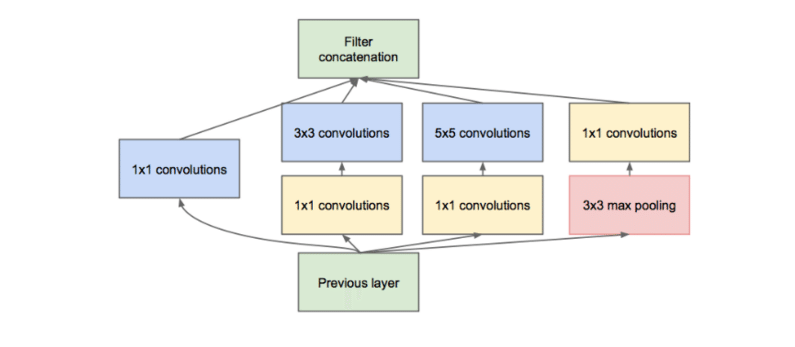 Filter
concatenation
3x3 convolutions
5x5 convolutions
1x1 convolutions
1x1 convolutions
1x1 convolutions
1x1 convolutions
3x3 max pooling
Previous layer